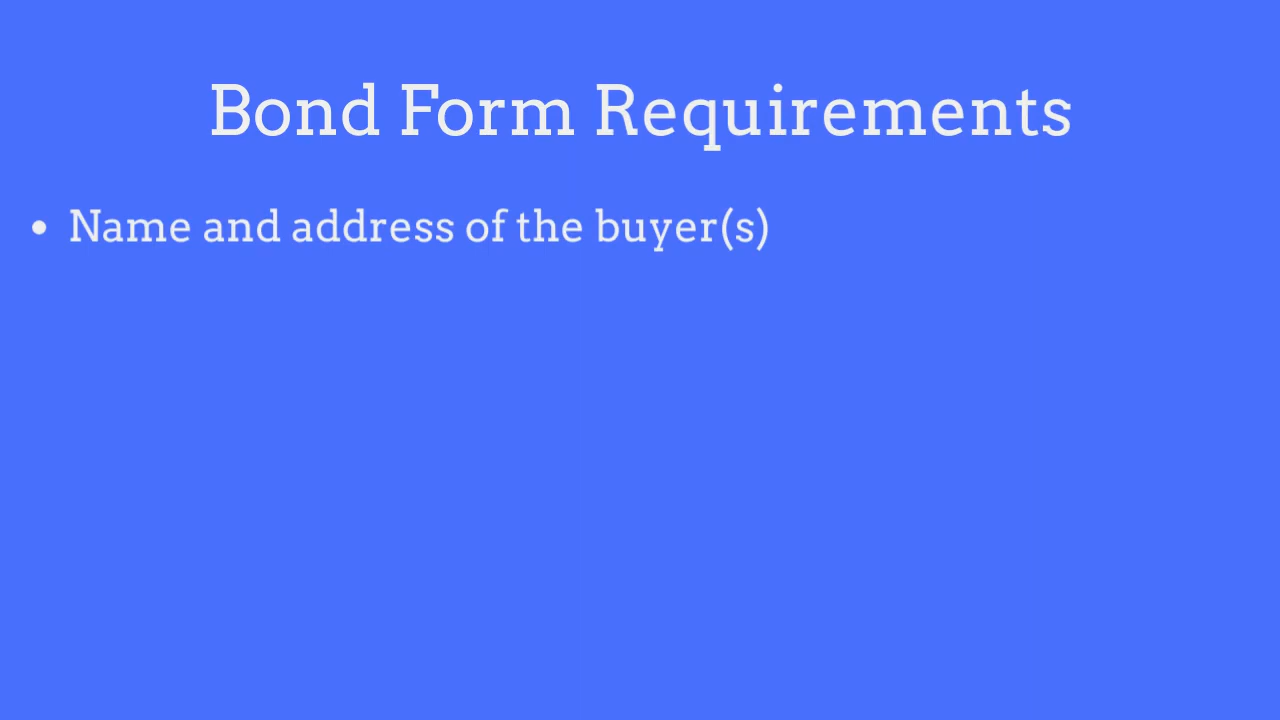 Bond Form Requirements
• Name and address of the buyer(s)